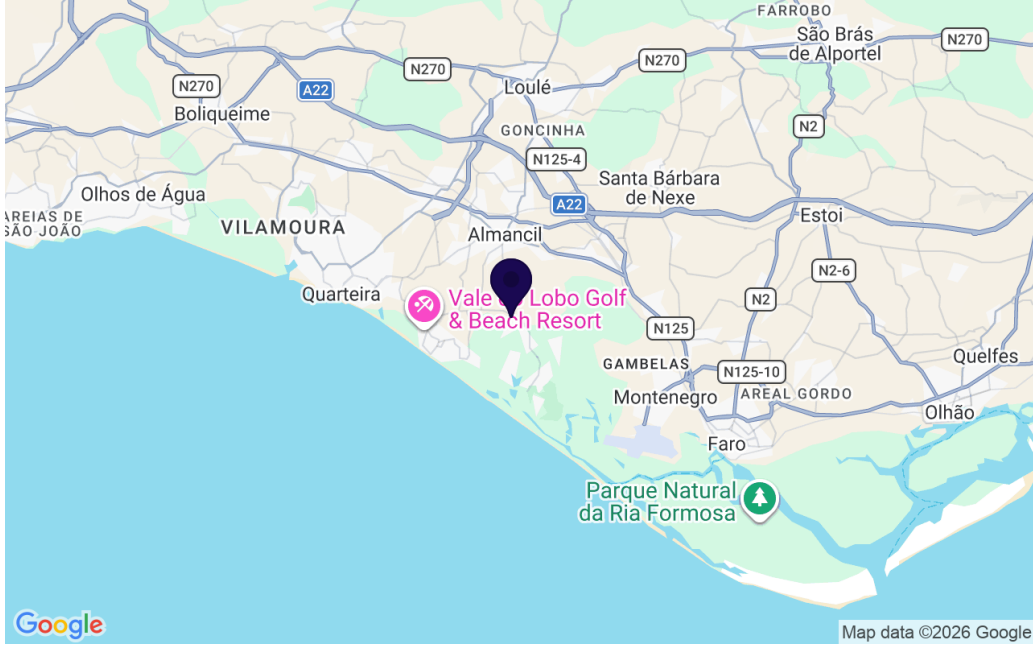 FARROBO
São Brás
de Alportel
N270
N270
N270
N270
A22
Loulé
Boliqueime
GONCINHA
N2
N125-4
Santa Bárbara
de Nexe
Olhos de Água
A22
AREIAS DE
SÃO JOÃO
VILAMOURA
Almancil
Estoi
N2-6
Quarteira
Vale do Lobo Golf
& Beach Resort
N2
N125
GAMBELAS
Quelfes
N125-10
Montenegro
AREAL GORDO
Olhão
Faro
Parque Natural
da Ria Formosa
Google
Map data ©2026 Google